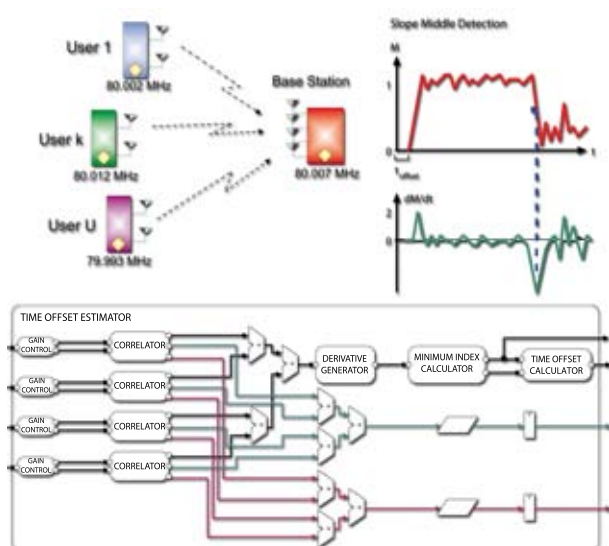 User 1
80.002 MHz
User k
80.012 MHz
User U
79.993 MHz
Base Station
80.007 MHz
Slope Middle Detection
M
1
0
t
T offset
dM/dt
2
0
TIME OFFSET ESTIMATOR
GAIN CONTROL
CORRELATOR
GAIN CONTROL
CORRELATOR
GAIN CONTROL
CORRELATOR
GAIN CONTROL
CORRELATOR
DERIVATIVE
GENERATOR
MINIMUM INDEX
CALCULATOR
TIME OFFSET
CALCULATOR